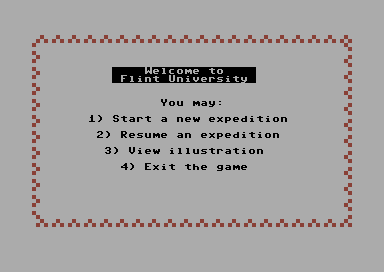 Welcome to
Flint University
You may:
1) Start a new expedition
2) Resume an expedition
3) View illustration
4) Exit the game